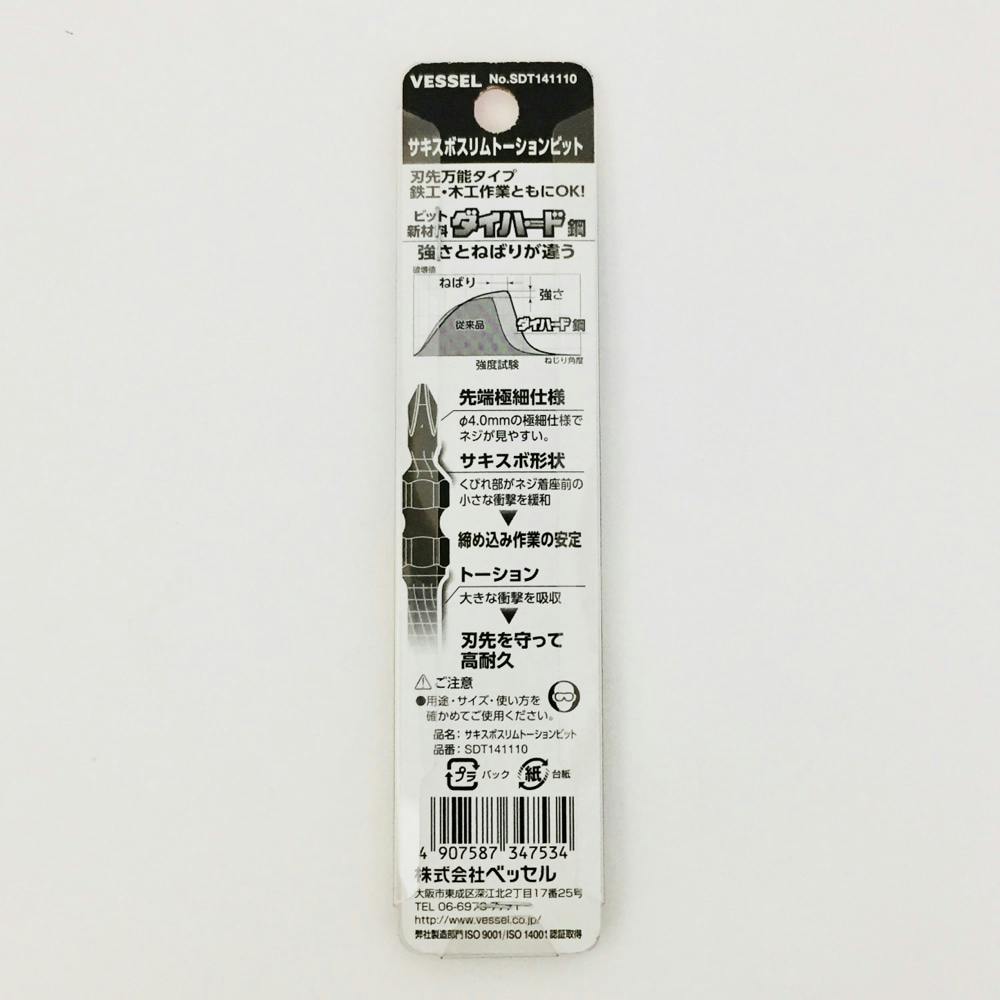 VESSEL No.SDT141110
サキスボスリムトーションビット
刃先万能タイプ
鉄工・木工作業ともにOK!
ビット
新材料 ダイハード鋼
強さとねばりが違う
破壊値
ねばり
強さ
従来品
ダイハード鋼
ねじり角度
強度試験
先端極細仕様
φ4.0mmの極細仕様で
ネジが見やすい。
サキスボ形状
くびれ部がネジ着座前の
小さな衝撃を緩和
締め込み作業の安定
トーション
大きな衝撃を吸収
刃先を守って
高耐久
ご注意
●用途・サイズ・使い方を
確かめてご使用ください。
品名：サキスボスリムトーションビット
品番：SDT141110
プラ パック 紙 台紙
4 907587 347534
株式会社ベッセル
大阪市東成区深江北2丁目17番25号
TEL 06-6973-
http://www.vessel.co.jp/
弊社製造部門 ISO 9001/ISO 14001 認証取得